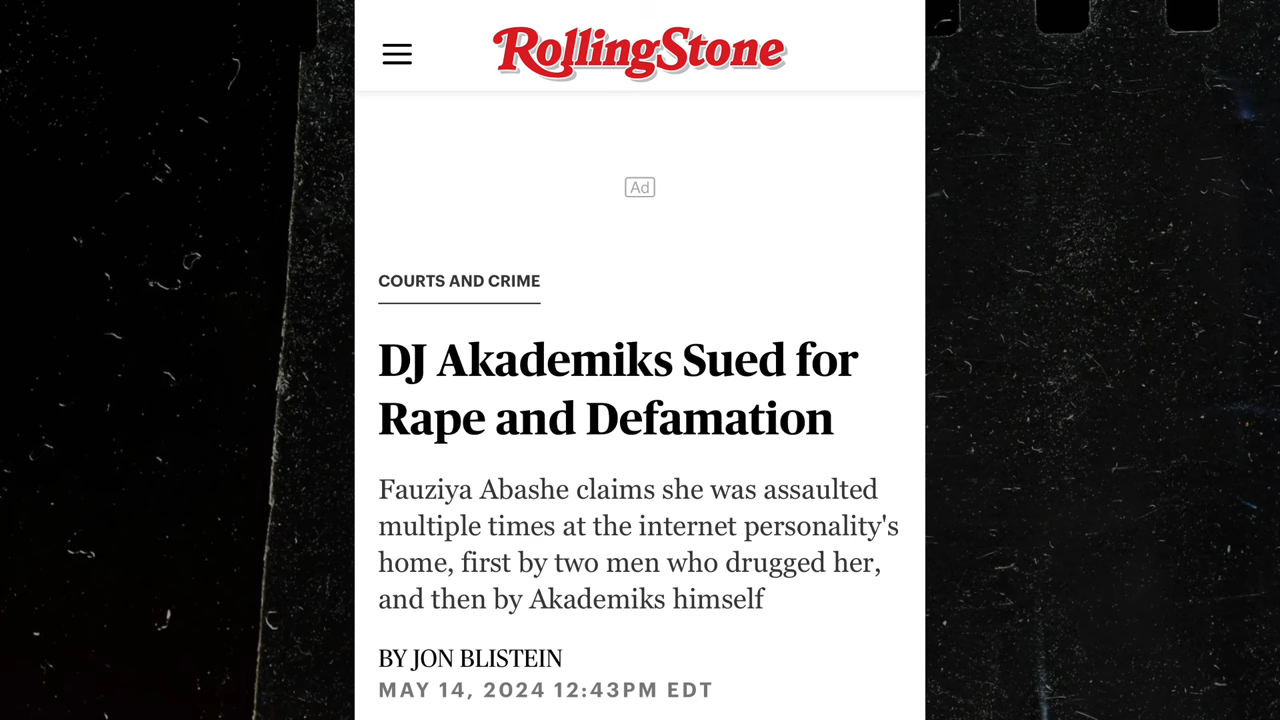 RollingStone
Ad
COURTS AND CRIME
DJ Akademiks Sued for
Rape and Defamation
Fauziya Abashe claims she was assaulted
multiple times at the internet personality's
home, first by two men who drugged her,
and then by Akademiks himself
BY JON BLISTEIN
MAY 14, 2024 12:43PM EDT